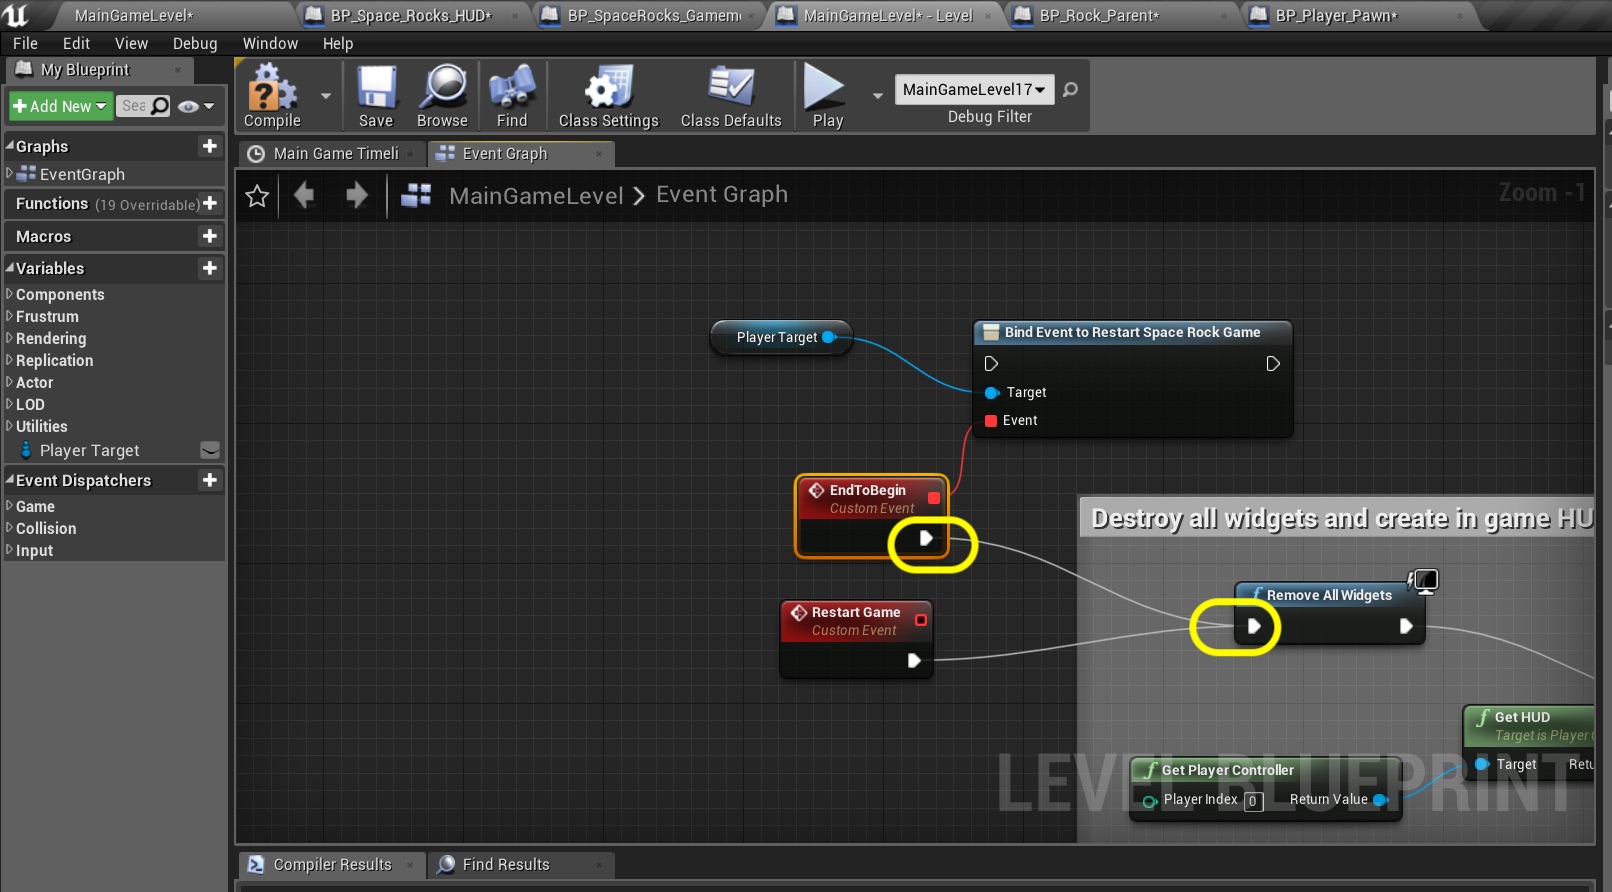 MainGameLevel*
BP_Space_Rocks_HUD*
BP_SpaceRocks_Gamem
MainGameLevel* - Level
BP_Rock_Parent*
BP_Player_Pawn*
File Edit View Debug Window Help
My Blueprint
Add New
Sea
Compile
Save
Browse
Find
Class Settings
Class Defaults
Play
MainGameLevel17
Debug Filter
Graphs
EventGraph
Functions (19 Overridable)
Macros
Variables
Components
Frustrum
Rendering
Replication
Actor
LOD
Utilities
Player Target
Event Dispatchers
Game
Collision
Input
Main Game Timeli
Event Graph
MainGameLevel > Event Graph
Zoom -1
Player Target
Bind Event to Restart Space Rock Game
Target
Event
EndToBegin
Custom Event
Restart Game
Custom Event
Destroy all widgets and create in game HU
f Remove All Widgets
f Get HUD
Target is Player C
Target Retu
f Get Player Controller
Player Index 0 Return Value
LEVEL BLUEPRINT
Compiler Results
Find Results